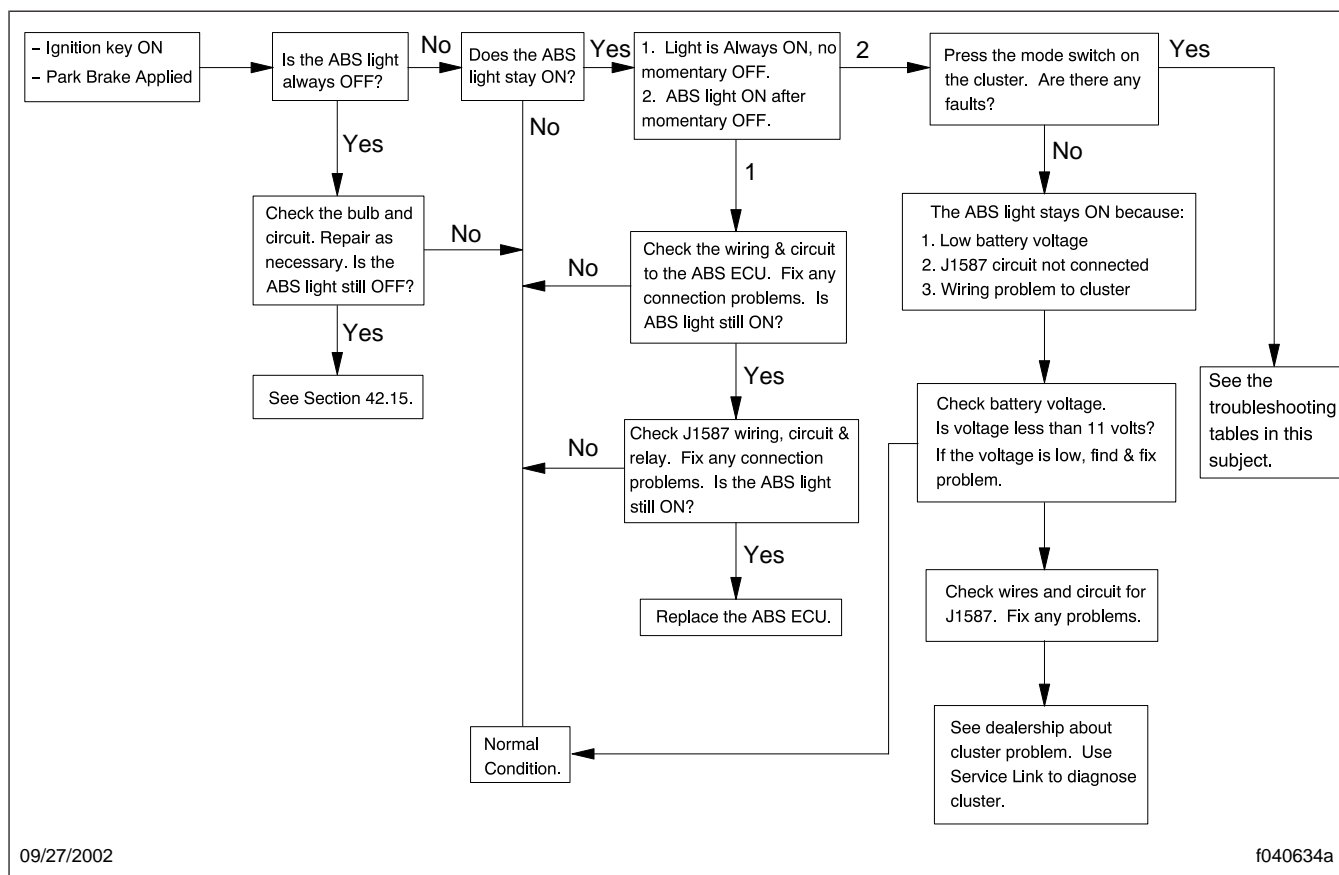 – Ignition key ON
– Park Brake Applied
Is the ABS light
always OFF?
No
Does the ABS
light stay ON?
Yes
1. Light is Always ON, no
momentary OFF.
2. ABS light ON after
momentary OFF.
2
Press the mode switch on
the cluster. Are there any
faults?
Yes
Yes
No
1
No
Check the bulb and
circuit. Repair as
necessary. Is the
ABS light still OFF?
No
Check the wiring & circuit
to the ABS ECU. Fix any
connection problems. Is
ABS light still ON?
No
The ABS light stays ON because:
1. Low battery voltage
2. J1587 circuit not connected
3. Wiring problem to cluster
Yes
See Section 42.15.
Yes
Check J1587 wiring, circuit &
relay. Fix any connection
problems. Is the ABS light
still ON?
No
Check battery voltage.
Is voltage less than 11 volts?
If the voltage is low, find & fix
problem.
See the
troubleshooting
tables in this
subject.
Yes
Replace the ABS ECU.
Check wires and circuit for
J1587. Fix any problems.
Normal
Condition.
See dealership about
cluster problem. Use
Service Link to diagnose
cluster.
09/27/2002
f040634a